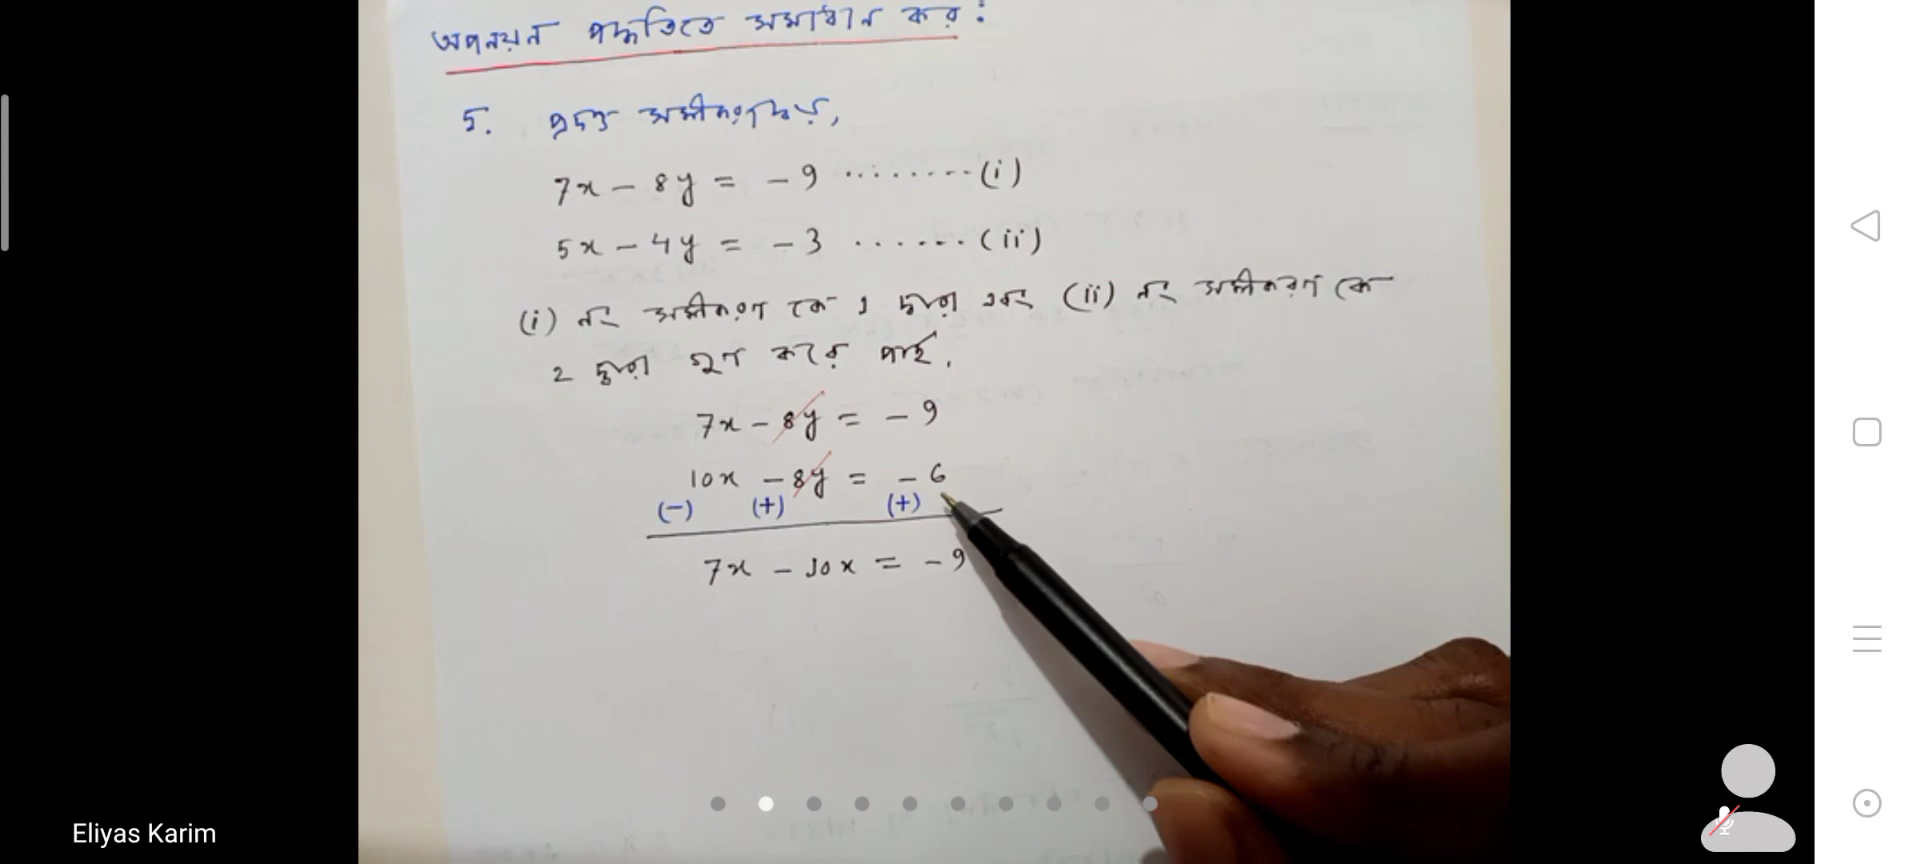 অপনয়ন পদ্ধতিতে সমাধান কর :
5. প্রদত্ত সমীকরণদ্বয়,
7x - 8y = - 9 ......... (i)
5x - 4y = - 3 ...... (ii)
(i) নং সমীকরণ কে 1 দ্বারা এবং (ii) নং সমীকরণ কে
2 দ্বারা গুণ করে পাই,
7x - 8y = - 9
10x - 8y = - 6
(-) (+) (+)
7x - 10x = - 9
Eliyas Karim